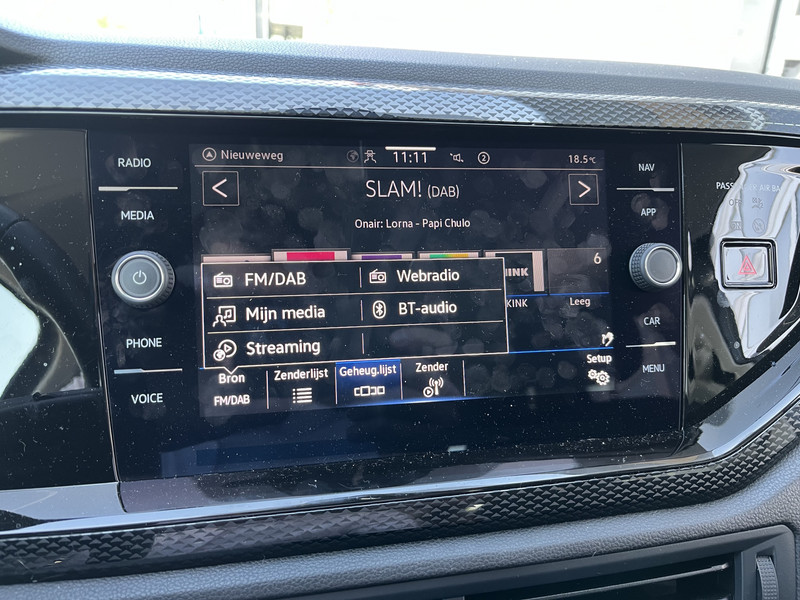 RADIO
MEDIA
PHONE
VOICE
Nieuweweg
11:11
2
18.5°C
SLAM! (DAB)
Onair: Lorna - Papi Chulo
FM/DAB
Webradio
Mijn media
BT-audio
Streaming
KINK
6
Leeg
Bron
FM/DAB
Zenderlijst
Geheug.lijst
Zender
Setup
NAV
APP
CAR
MENU